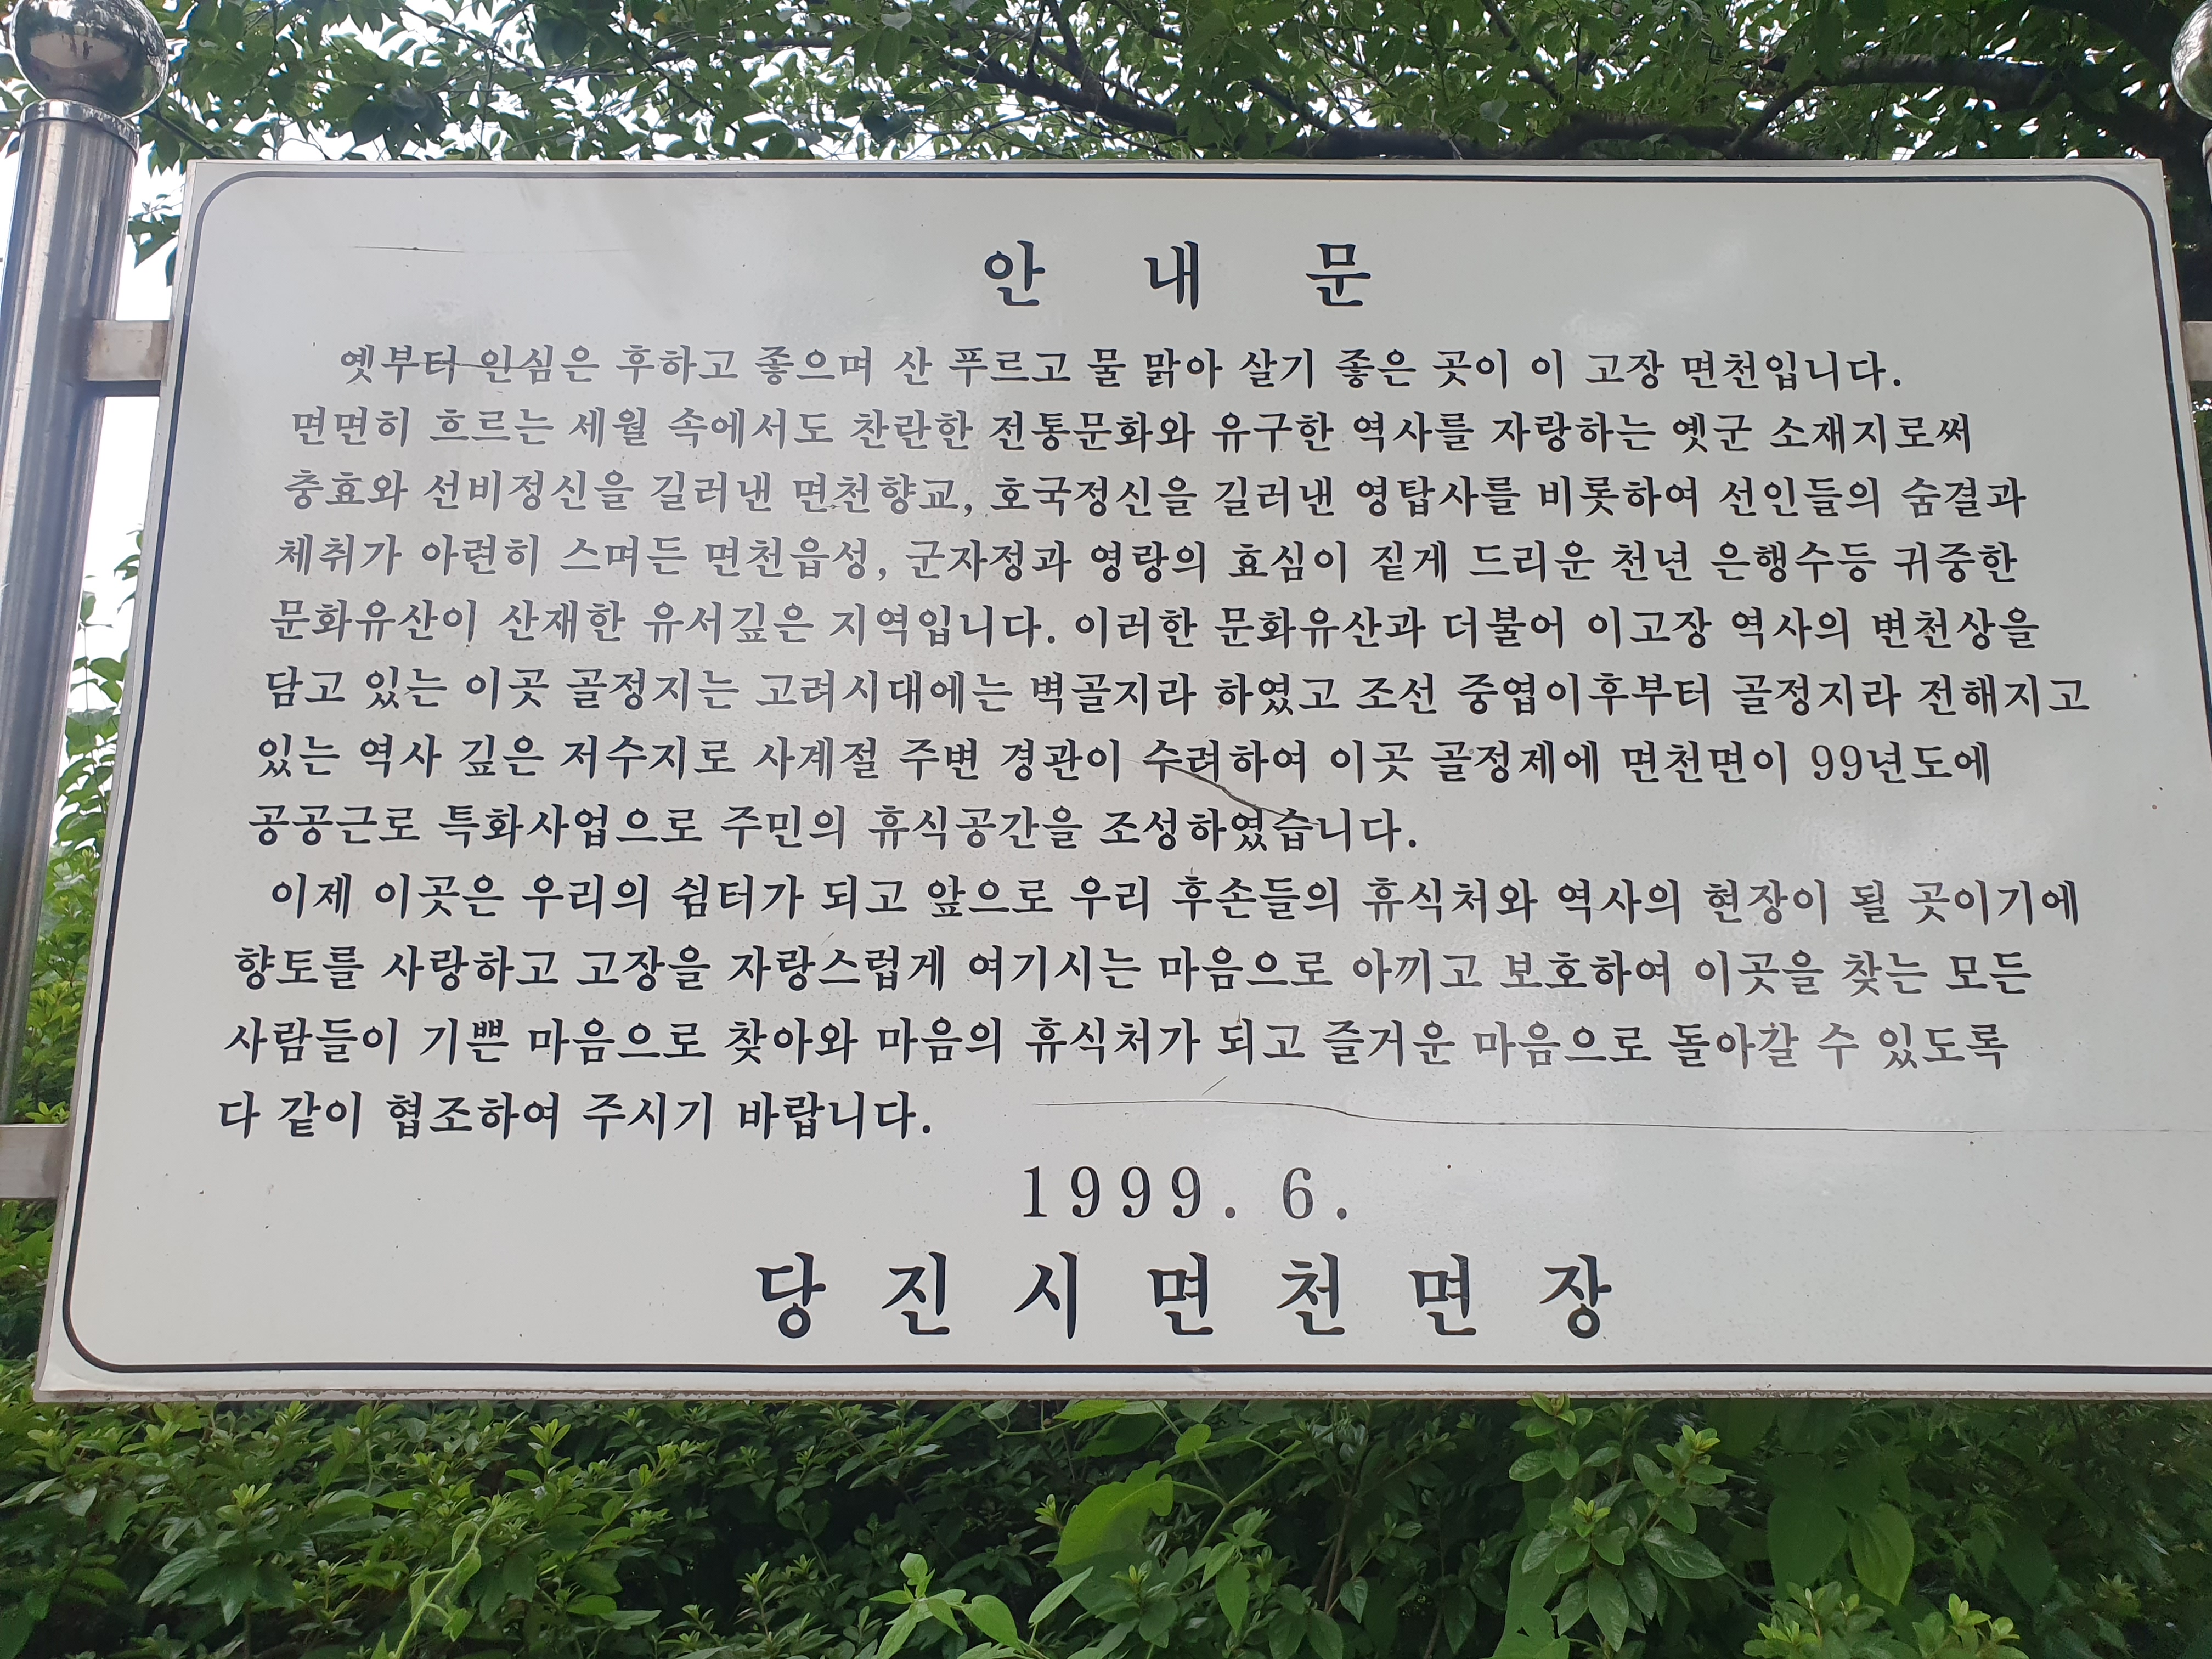 안 내 문
옛부터 인심은 후하고 좋으며 산 푸르고 물 맑아 살기 좋은 곳이 이 고장 면천입니다.
면면히 흐르는 세월 속에서도 찬란한 전통문화와 유구한 역사를 자랑하는 옛군 소재지로써
충효와 선비정신을 길러낸 면천향교, 호국정신을 길러낸 영탑사를 비롯하여 선인들의 숨결과
체취가 아련히 스며든 면천읍성, 군자정과 영랑의 효심이 짙게 드리운 천년 은행수등 귀중한
문화유산이 산재한 유서깊은 지역입니다. 이러한 문화유산과 더불어 이고장 역사의 변천상을
담고 있는 이곳 골정지는 고려시대에는 벽골지라 하였고 조선 중엽이후부터 골정지라 전해지고
있는 역사 깊은 저수지로 사계절 주변 경관이 수려하여 이곳 골정제에 면천면이 99년도에
공공근로 특화사업으로 주민의 휴식공간을 조성하였습니다.
이제 이곳은 우리의 쉼터가 되고 앞으로 우리 후손들의 휴식처와 역사의 현장이 될 곳이기에
향토를 사랑하고 고장을 자랑스럽게 여기시는 마음으로 아끼고 보호하여 이곳을 찾는 모든
사람들이 기쁜 마음으로 찾아와 마음의 휴식처가 되고 즐거운 마음으로 돌아갈 수 있도록
다 같이 협조하여 주시기 바랍니다.
1999. 6.
당 진 시 면 천 면 장